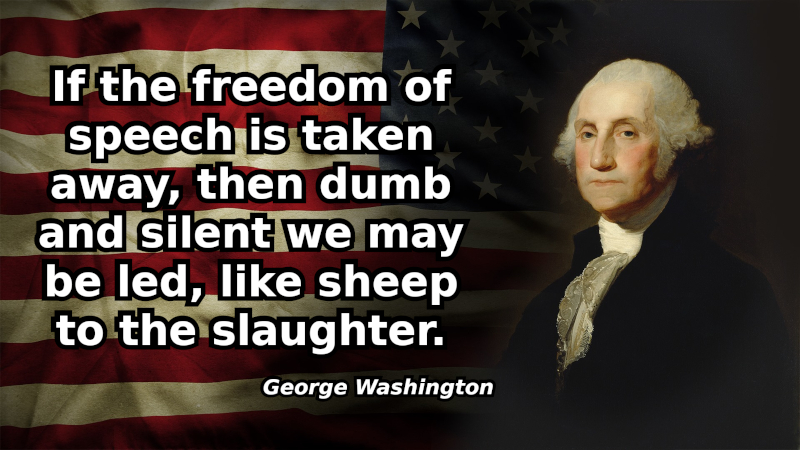 If the freedom of
speech is taken
away, then dumb
and silent we may
be led, like sheep
to the slaughter.
George Washington